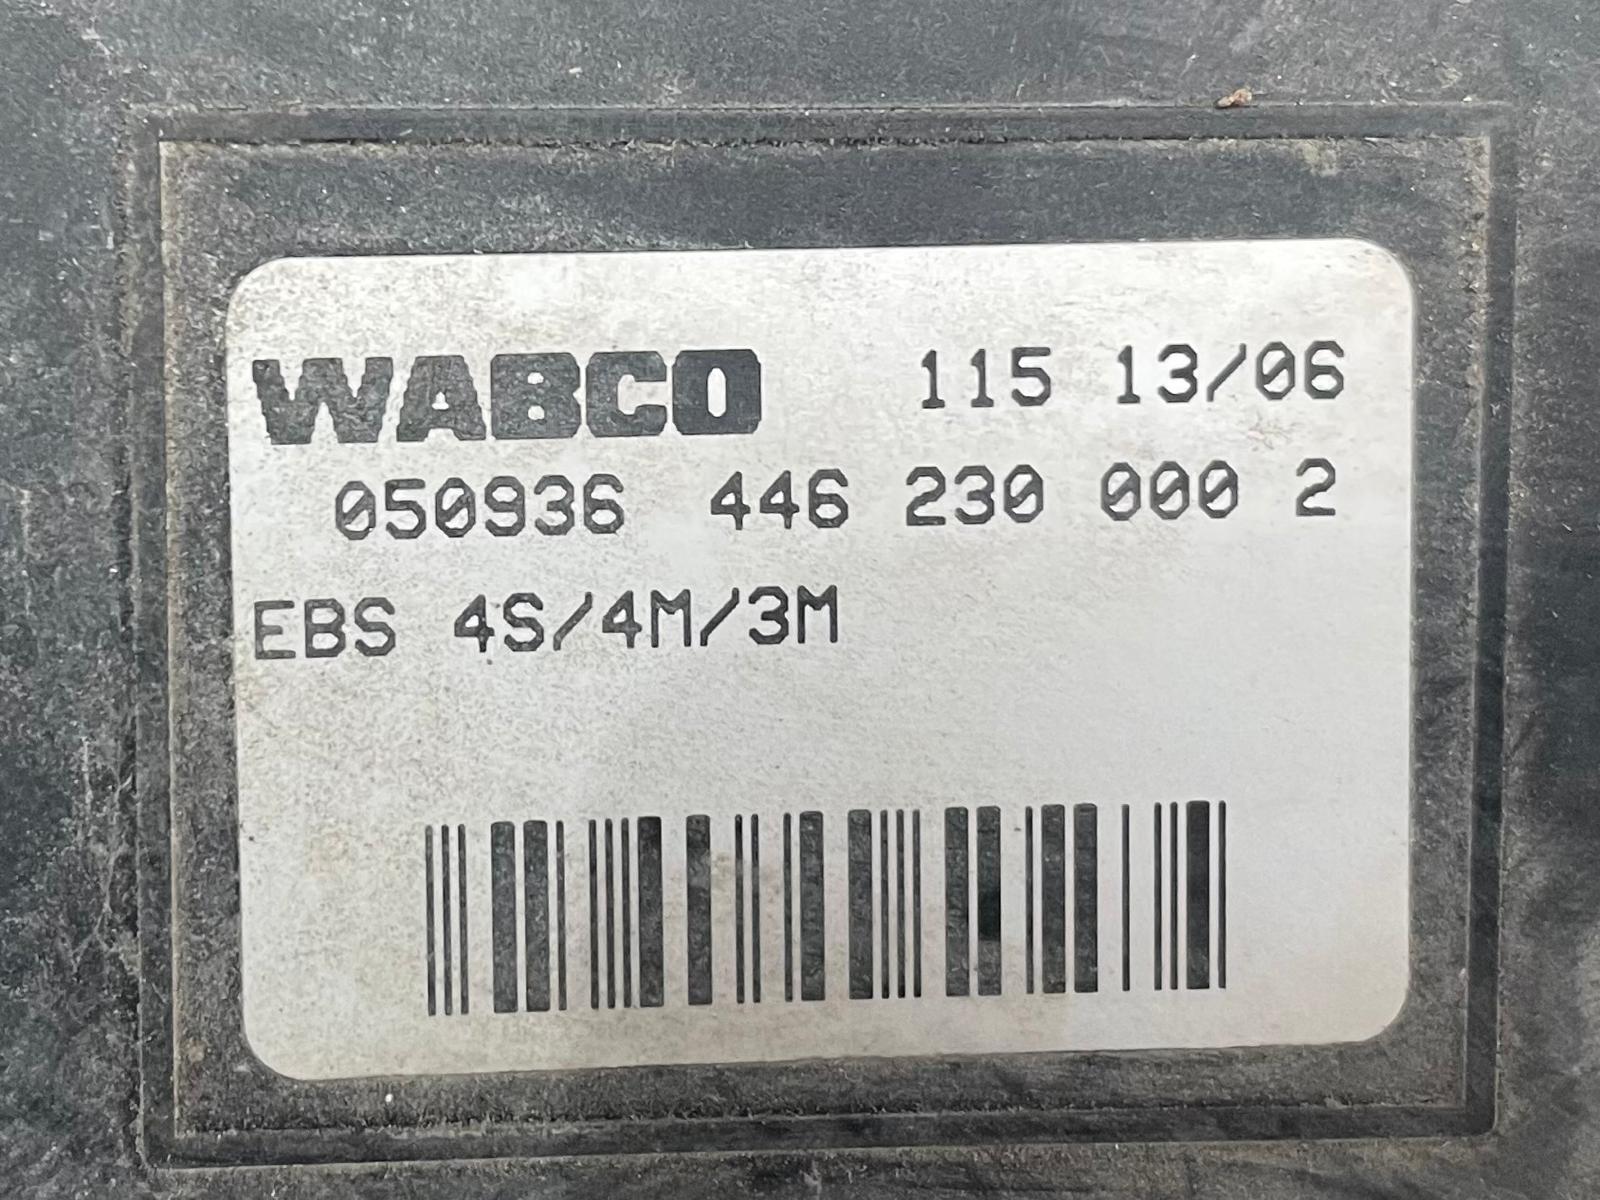 WABCO 115 13/06
050936 446 230 000 2
EBS 4S/4M/3M